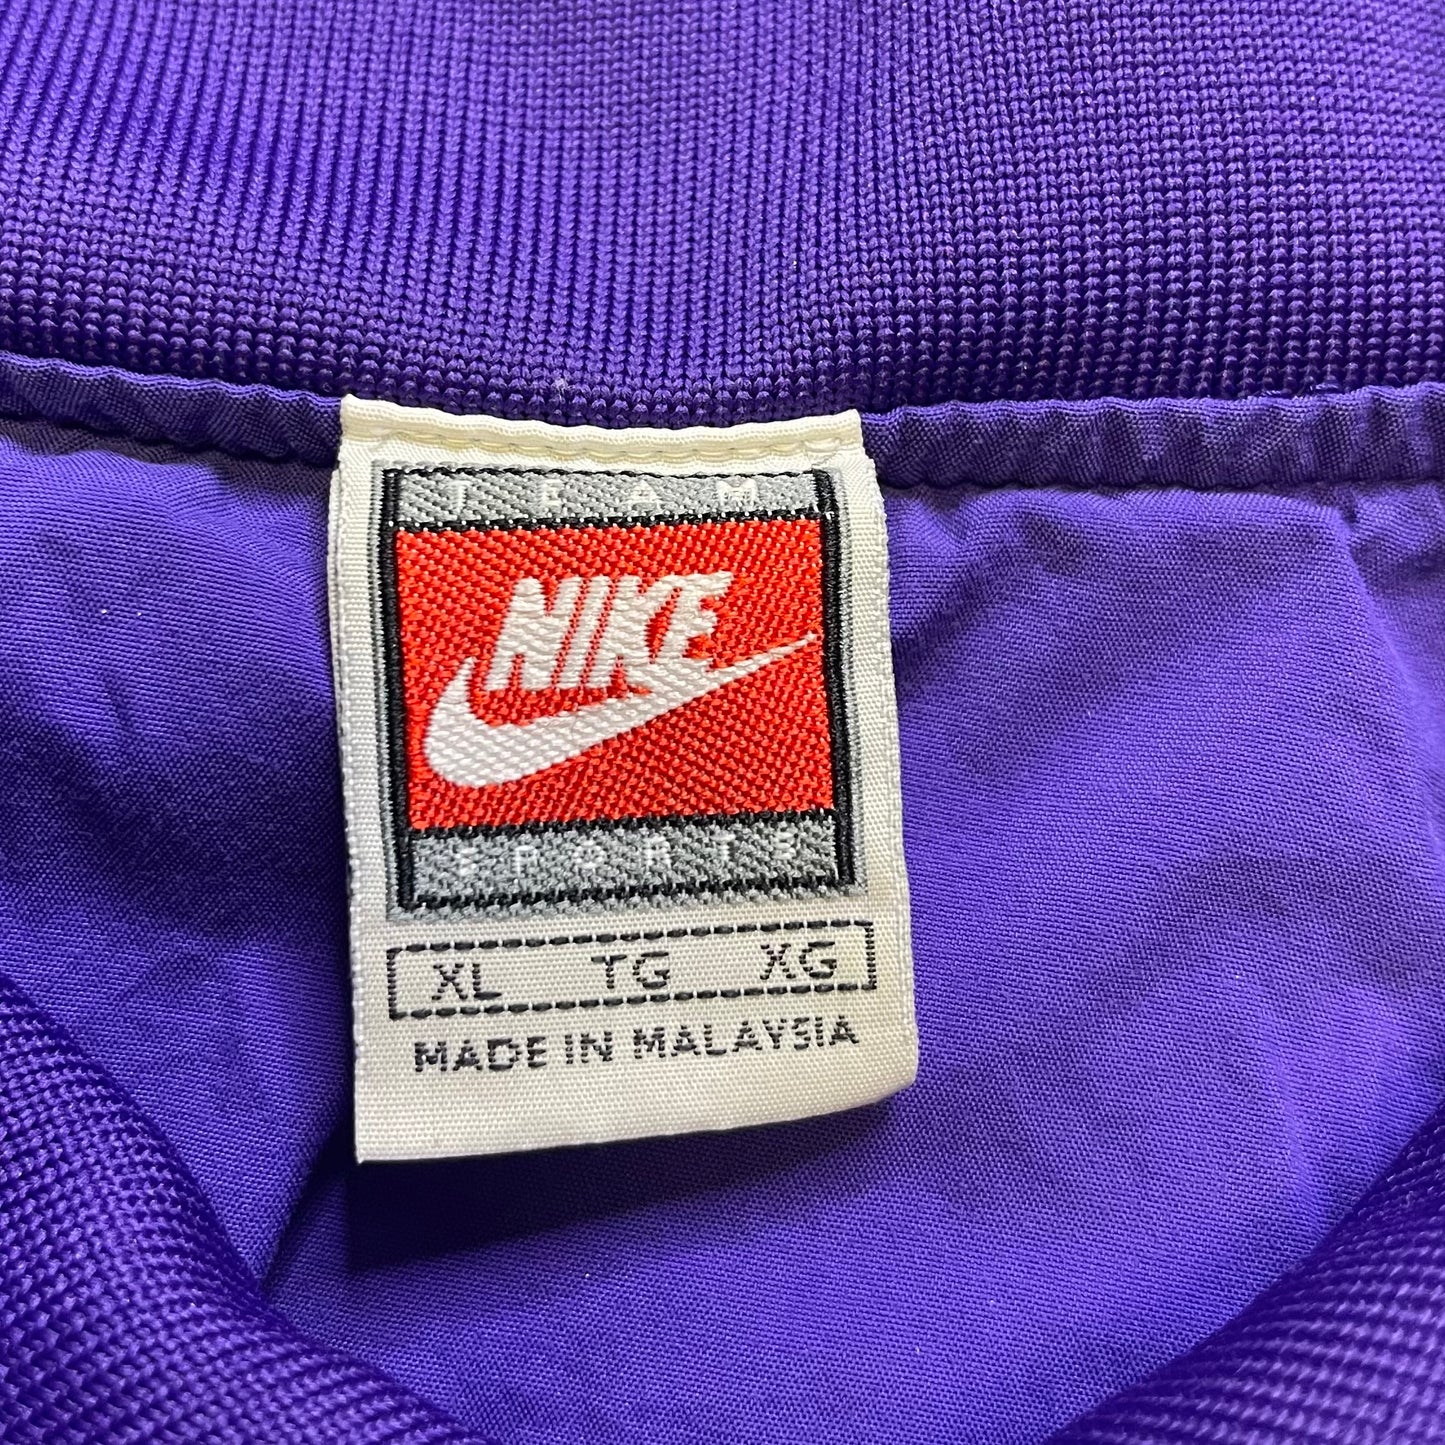 TEAM
NIKE
SPORTS
XL TG XG
MADE IN MALAYSIA